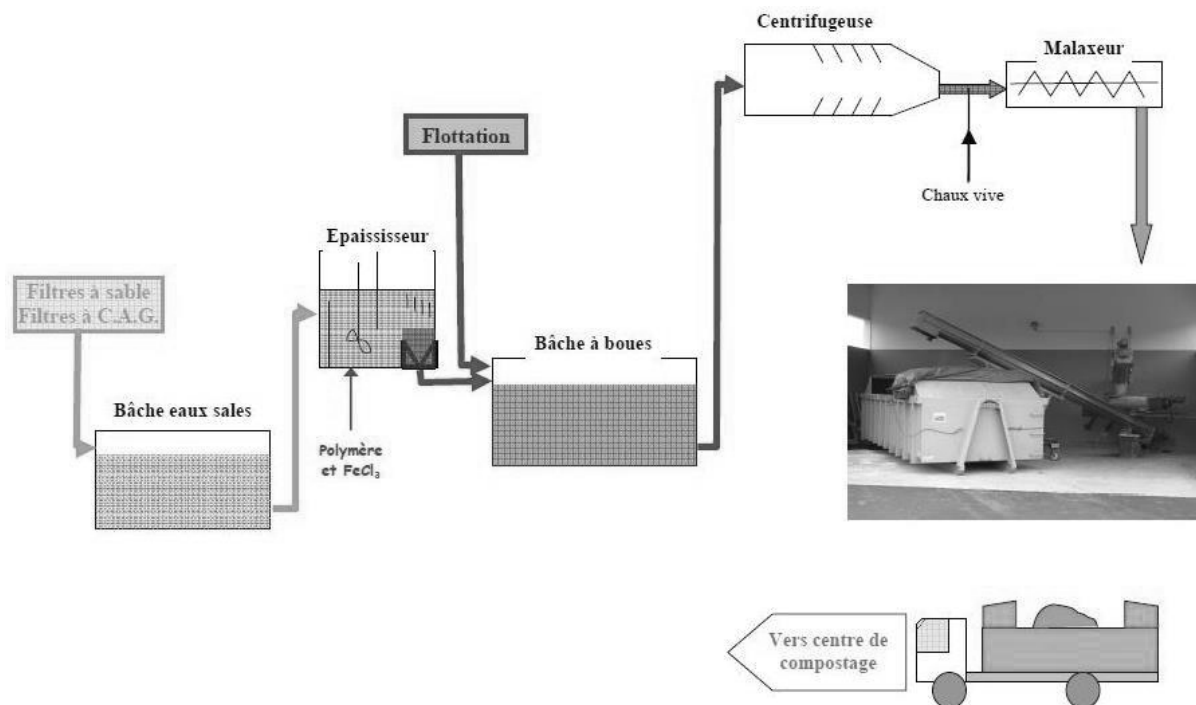 Centrifugeuse
Malaxeur
Flottation
Chaux vive
Epaississeur
Filtres à sable
Filtres à C.A.G.
Bâche à boues
Bâche eaux sales
Polymère
et FeCl₃
Vers centre de
compostage